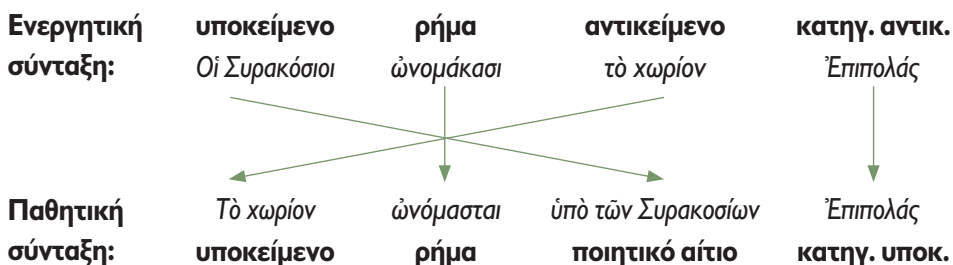 Ενεργητική υποκείμενο ρήμα αντικείμενο κατηγ. αντικ.
σύνταξη: Οἱ Συρακόσιοι ὠνομάκασι τὸ χωρίον Ἐπιπολάς
Παθητική Τὸ χωρίον ὠνόμασται ὑπὸ τῶν Συρακοσίων Ἐπιπολάς
σύνταξη: υποκείμενο ρήμα ποιητικό αίτιο κατηγ. υποκ.